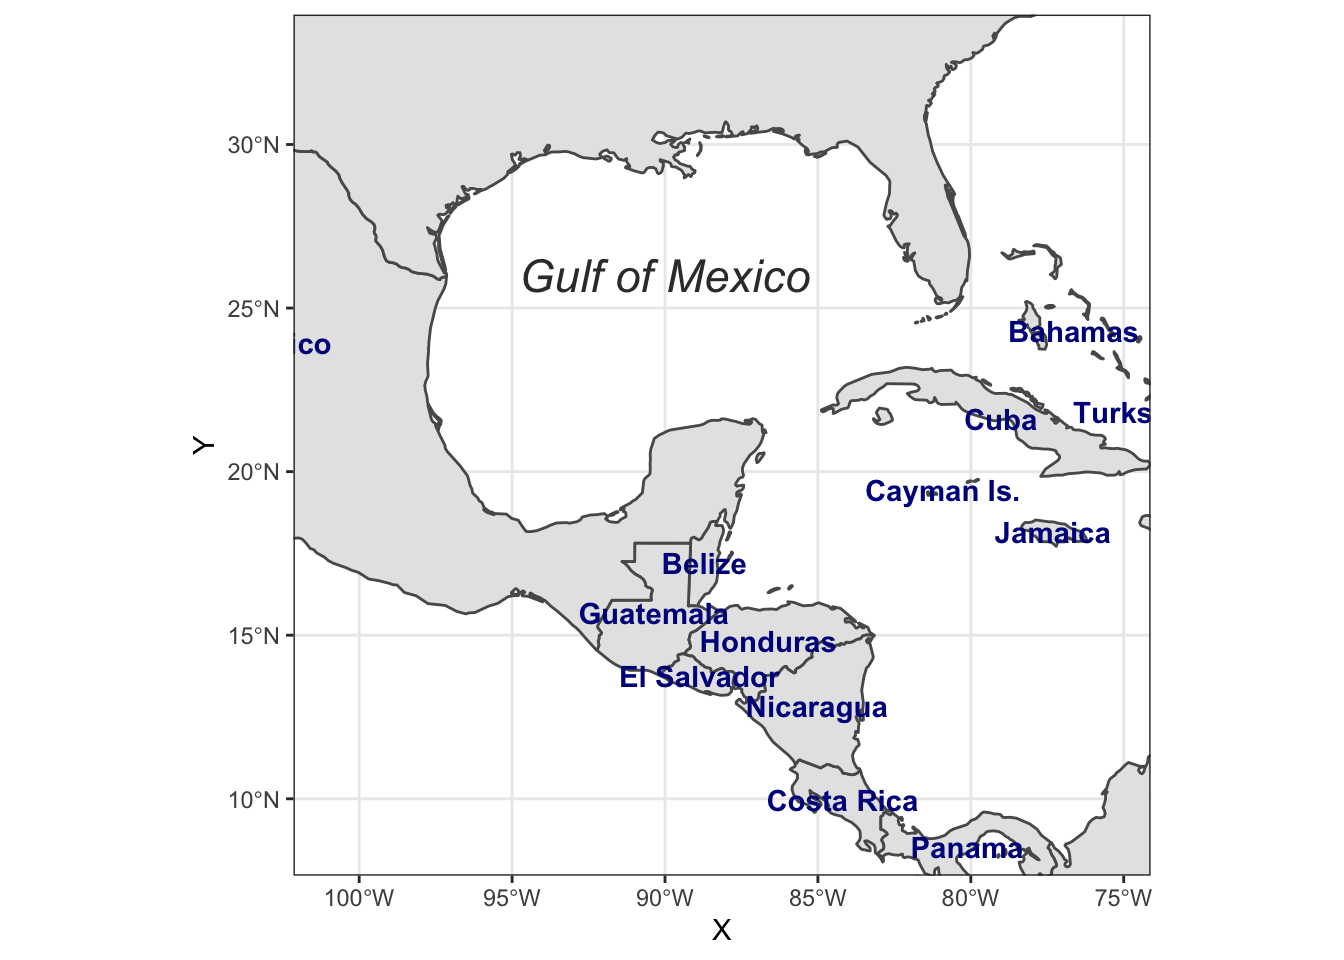 30°N
Gulf of Mexico
25°N
Bahamas
ico
Turks
Cuba
20°N
Cayman Is.
Jamaica
Belize
Guatemala
15°N
Honduras
El Salvador
Nicaragua
10°N
Costa Rica
Panama
100°W 95°W 90°W 85°W 80°W 75°W
X
Y